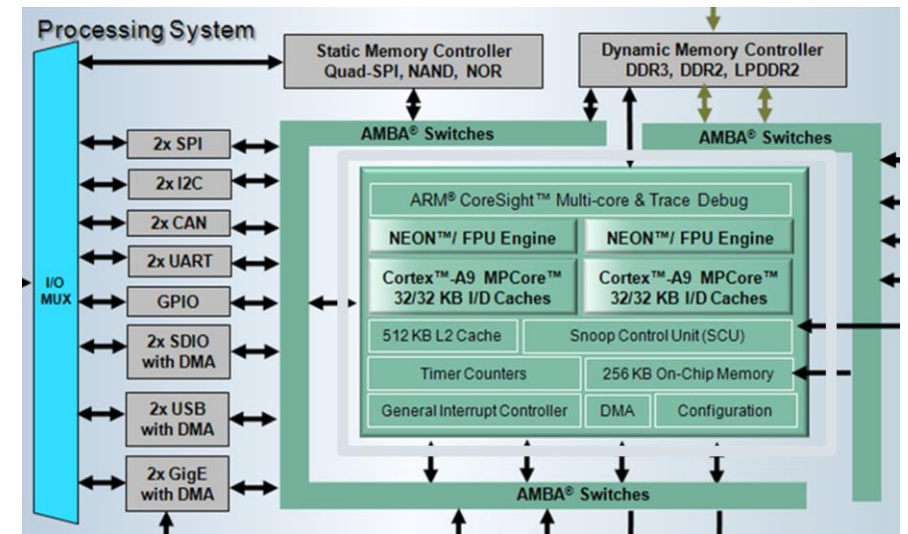 Processing System
Static Memory Controller
Quad-SPI, NAND, NOR
Dynamic Memory Controller
DDR3, DDR2, LPDDR2
AMBA® Switches
AMBA® Switches
2x SPI
2x I2C
2x CAN
2x UART
GPIO
2x SDIO
with DMA
2x USB
with DMA
2x GigE
with DMA
I/O
MUX
ARM® CoreSight™ Multi-core & Trace Debug
NEON™/ FPU Engine
NEON™/ FPU Engine
Cortex™-A9 MPCore™
32/32 KB I/D Caches
Cortex™-A9 MPCore™
32/32 KB I/D Caches
512 KB L2 Cache
Snoop Control Unit (SCU)
Timer Counters
256 KB On-Chip Memory
General Interrupt Controller
DMA
Configuration
AMBA® Switches